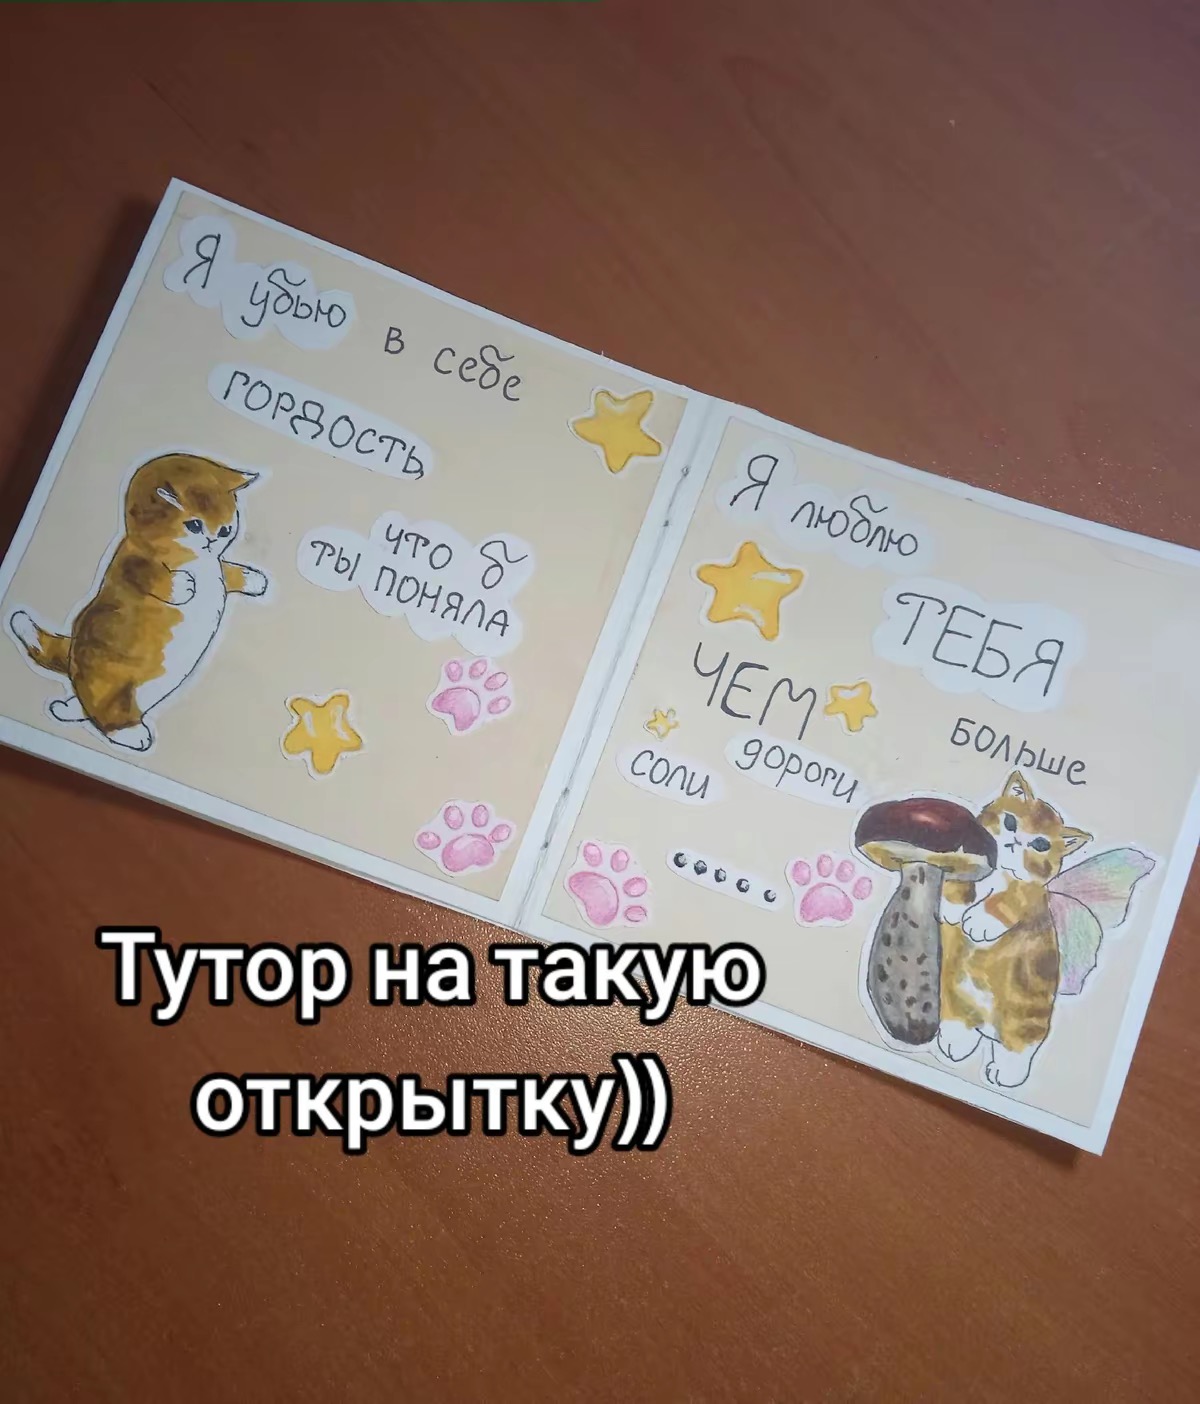 Я убью в себе
гордость,
что б
ты поняла
Я люблю
ТЕБЯ
ЧЕМ больше
соли дороги
.....
Тутор на такую
открытку))